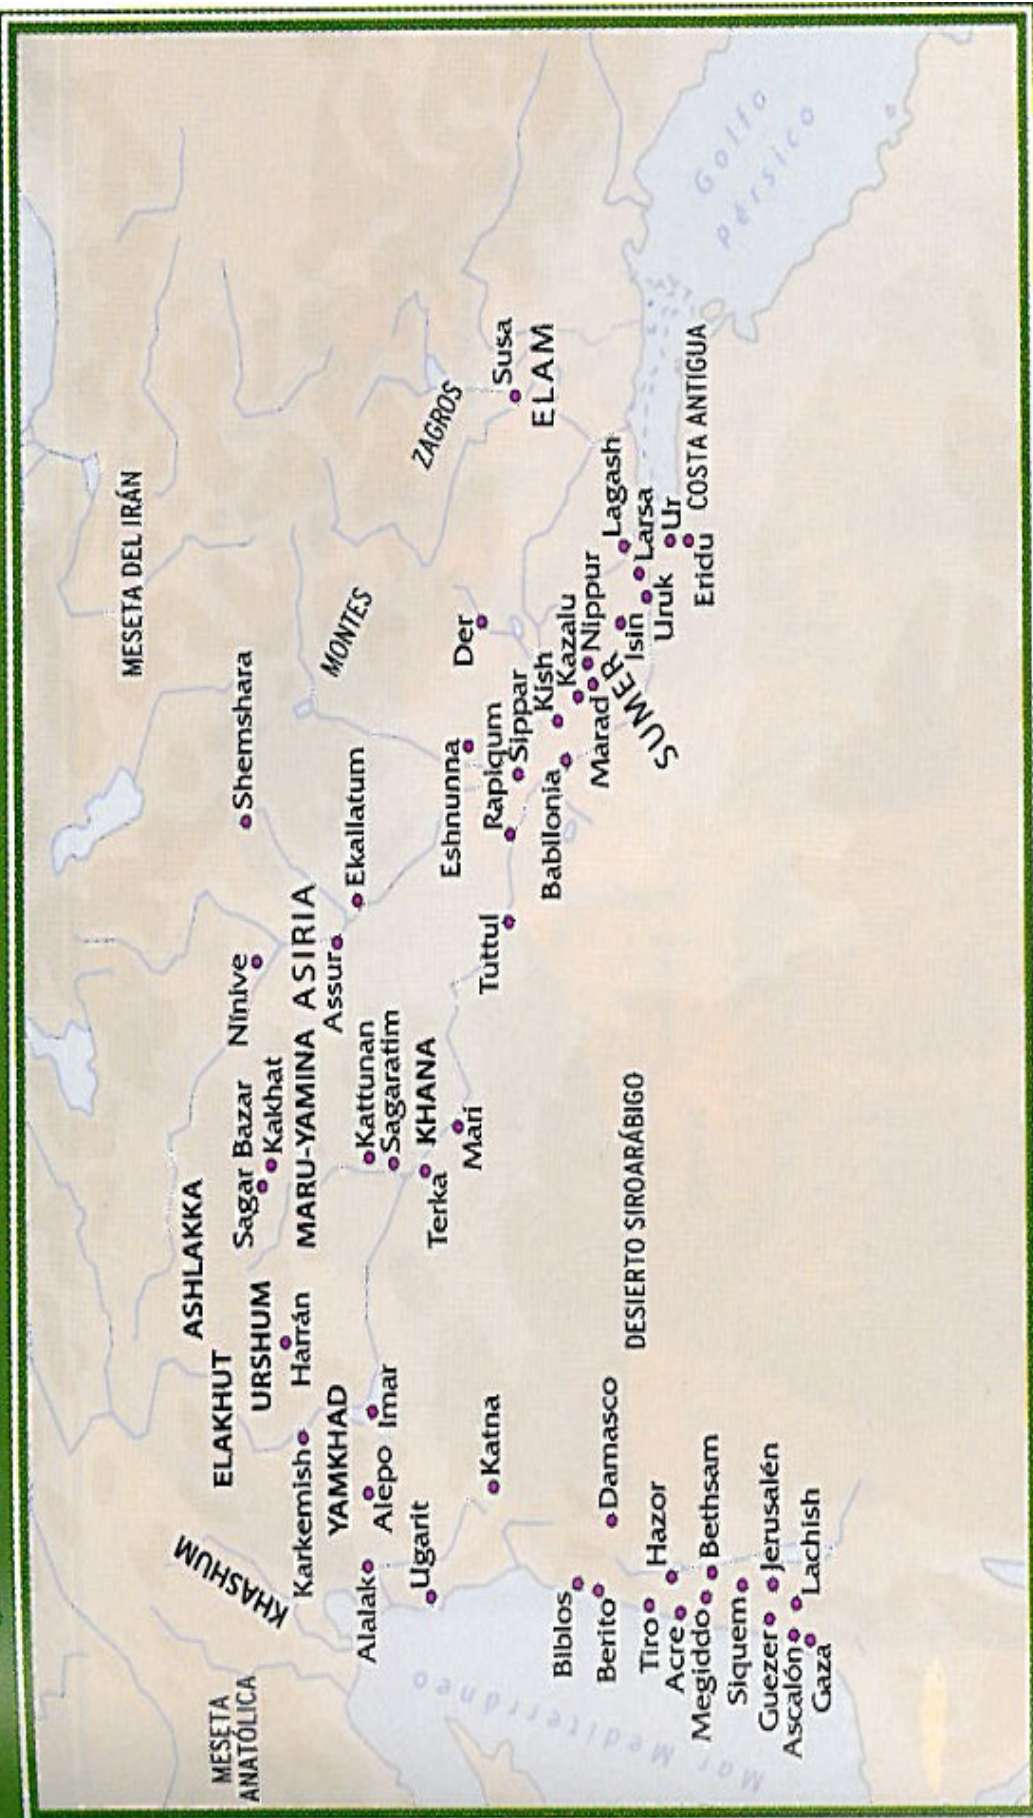 MESETA
ANATÓLICA
KHASHUM
ELAKHUT
ASHLAKKA
URSHUM
Karkemish
Harrán
Sagar Bazar
Kakhat
Nínive
Shemshara
MESETA DEL IRÁN
YAMKHAD
MARU-YAMINA
ASIRIA
Assur
Ekallatum
MONTES
ZAGROS
Alalak
Alepo
Imar
Kattunan
Sagaratim
Ugarit
Terka
KHANA
Mari
Katna
Tuttul
Eshnunna
Der
Rapiqum
Sippar
Susa
ELAM
Babilonia
Kish
Kazalu
Marad
Nippur
SUMER
Isin
Lagash
Larsa
Uruk
Ur
Eridu
COSTA ANTIGUA
Golfo
Pérsico
DESIERTO SIROARÁBIGO
Biblos
Berito
Damasco
Tiro
Hazor
Acre
Megiddo
Bethsam
Siquem
Guezer
Jerusalén
Ascalón
Lachish
Gaza
Mar Mediterráneo